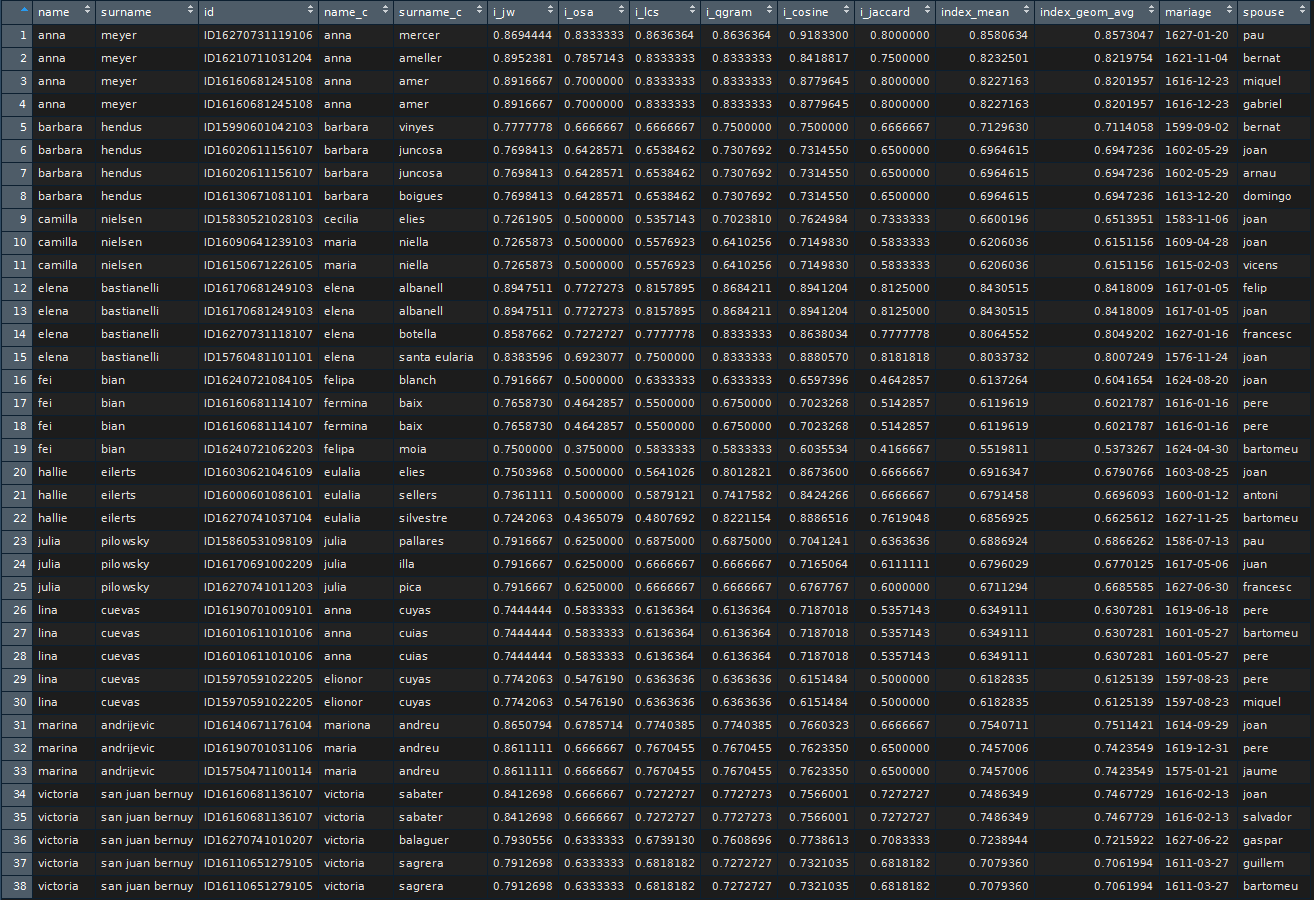 name surname id name_c surname_c i_jw i_osa i_lcs i_qgram i_cosine i_jaccard index_mean index_geom_avg mariage spouse
1 anna meyer ID16270731119106 anna mercer 0.8694444 0.8333333 0.8636364 0.8636364 0.9183300 0.8000000 0.8580634 0.8573047 1627-01-20 pau
2 anna meyer ID16210711031204 anna ameller 0.8952381 0.7857143 0.8333333 0.8333333 0.8418817 0.7500000 0.8232501 0.8219754 1621-11-04 bernat
3 anna meyer ID16160681245108 anna amer 0.8916667 0.7000000 0.8333333 0.8333333 0.8779645 0.8000000 0.8227163 0.8201957 1616-12-23 miquel
4 anna meyer ID16160681245108 anna amer 0.8916667 0.7000000 0.8333333 0.8333333 0.8779645 0.8000000 0.8227163 0.8201957 1616-12-23 gabriel
5 barbara hendus ID15990601042103 barbara vinyes 0.7777778 0.6666667 0.6666667 0.7500000 0.7500000 0.6666667 0.7129630 0.7114058 1599-09-02 bernat
6 barbara hendus ID16020611156107 barbara juncosa 0.7698413 0.6428571 0.6538462 0.7307692 0.7314550 0.6500000 0.6964615 0.6947236 1602-05-29 joan
7 barbara hendus ID16020611156107 barbara juncosa 0.7698413 0.6428571 0.6538462 0.7307692 0.7314550 0.6500000 0.6964615 0.6947236 1602-05-29 arnau
8 barbara hendus ID16130671081101 barbara boigues 0.7698413 0.6428571 0.6538462 0.7307692 0.7314550 0.6500000 0.6964615 0.6947236 1613-12-20 domingo
9 camilla nielsen ID15830521028103 cecilia elies 0.7261905 0.5000000 0.5357143 0.7023810 0.7624984 0.7333333 0.6600196 0.6513951 1583-11-06 joan
10 camilla nielsen ID16090641239103 maria niella 0.7265873 0.5000000 0.5576923 0.6410256 0.7149830 0.5833333 0.6206036 0.6151156 1609-04-28 joan
11 camilla nielsen ID16150671226105 maria niella 0.7265873 0.5000000 0.5576923 0.6410256 0.7149830 0.5833333 0.6206036 0.6151156 1615-02-03 vicens
12 elena bastianelli ID16170681249103 elena albanell 0.8947511 0.7727273 0.8157895 0.8684211 0.8941204 0.8125000 0.8430515 0.8418009 1617-01-05 felip
13 elena bastianelli ID16170681249103 elena albanell 0.8947511 0.7727273 0.8157895 0.8684211 0.8941204 0.8125000 0.8430515 0.8418009 1617-01-05 joan
14 elena bastianelli ID16270731118107 elena botella 0.8587662 0.7272727 0.7777778 0.8333333 0.8638034 0.7777778 0.8064552 0.8049202 1627-01-16 francesc
15 elena bastianelli ID15760481101101 elena santa eularia 0.8383596 0.6923077 0.7500000 0.8333333 0.8880570 0.8181818 0.8033732 0.8007249 1576-11-24 joan
16 fei bian ID16240721084105 felipa blanch 0.7916667 0.5000000 0.6333333 0.6333333 0.6597396 0.4642857 0.6137264 0.6041654 1624-08-20 joan
17 fei bian ID16160681114107 fermina baix 0.7658730 0.4642857 0.5500000 0.6750000 0.7023268 0.5142857 0.6119619 0.6021787 1616-01-16 pere
18 fei bian ID16160681114107 fermina baix 0.7658730 0.4642857 0.5500000 0.6750000 0.7023268 0.5142857 0.6119619 0.6021787 1616-01-16 pere
19 fei bian ID16240721062203 felipa moia 0.7500000 0.3750000 0.5833333 0.5833333 0.6035534 0.4166667 0.5519811 0.5373267 1624-04-30 bartomeu
20 hallie eilerts ID16030621046109 eulalia elies 0.7503968 0.5000000 0.5641026 0.8012821 0.8673600 0.6666667 0.6916347 0.6790766 1603-08-25 joan
21 hallie eilerts ID16000601086101 eulalia sellers 0.7361111 0.5000000 0.5879121 0.7417582 0.8424266 0.6666667 0.6791458 0.6696093 1600-01-12 antoni
22 hallie eilerts ID16270741037104 eulalia silvestre 0.7242063 0.4365079 0.4807692 0.8221154 0.8886516 0.7619048 0.6856925 0.6625612 1627-11-25 bartomeu
23 julia pilowsky ID15860531098109 julia pallares 0.7916667 0.6250000 0.6875000 0.6875000 0.7041241 0.6363636 0.6886924 0.6866262 1586-07-13 pau
24 julia pilowsky ID16170691002209 julia illa 0.7916667 0.6250000 0.6666667 0.6666667 0.7165064 0.6111111 0.6796029 0.6770125 1617-05-06 juan
25 julia pilowsky ID16270741011203 julia pica 0.7916667 0.6250000 0.6666667 0.6666667 0.6767767 0.6000000 0.6711294 0.6685585 1627-06-30 francesc
26 lina cuevas ID16190701009101 anna cuyas 0.7444444 0.5833333 0.6136364 0.6136364 0.7187018 0.5357143 0.6349111 0.6307281 1619-06-18 pere
27 lina cuevas ID16010611010106 anna cuias 0.7444444 0.5833333 0.6136364 0.6136364 0.7187018 0.5357143 0.6349111 0.6307281 1601-05-27 bartomeu
28 lina cuevas ID16010611010106 anna cuias 0.7444444 0.5833333 0.6136364 0.6136364 0.7187018 0.5357143 0.6349111 0.6307281 1601-05-27 pere
29 lina cuevas ID15970591022205 elionor cuyas 0.7742063 0.5476190 0.6363636 0.6363636 0.6151484 0.5000000 0.6182835 0.6125139 1597-08-23 pere
30 lina cuevas ID15970591022205 elionor cuyas 0.7742063 0.5476190 0.6363636 0.6363636 0.6151484 0.5000000 0.6182835 0.6125139 1597-08-23 miquel
31 marina andrijevic ID16140671176104 mariona andreu 0.8650794 0.6785714 0.7740385 0.7740385 0.7660323 0.6666667 0.7540711 0.7511421 1614-09-29 joan
32 marina andrijevic ID16190701031106 maria andreu 0.8611111 0.6666667 0.7670455 0.7670455 0.7623350 0.6500000 0.7457006 0.7423549 1619-12-31 pere
33 marina andrijevic ID15750471100114 maria andreu 0.8611111 0.6666667 0.7670455 0.7670455 0.7623350 0.6500000 0.7457006 0.7423549 1575-01-21 jaume
34 victoria san juan bernuy ID16160681136107 victoria sabater 0.8412698 0.6666667 0.7272727 0.7727273 0.7566001 0.7272727 0.7486349 0.7467729 1616-02-13 joan
35 victoria san juan bernuy ID16160681136107 victoria sabater 0.8412698 0.6666667 0.7272727 0.7727273 0.7566001 0.7272727 0.7486349 0.7467729 1616-02-13 salvador
36 victoria san juan bernuy ID16270741010207 victoria balaguer 0.7930556 0.6333333 0.6739130 0.7608696 0.7738613 0.7083333 0.7238944 0.7215922 1627-06-22 gaspar
37 victoria san juan bernuy ID16110651279105 victoria sagrera 0.7912698 0.6333333 0.6818182 0.7272727 0.7321035 0.6818182 0.7079360 0.7061994 1611-03-27 guillem
38 victoria san juan bernuy ID16110651279105 victoria sagrera 0.7912698 0.6333333 0.6818182 0.7272727 0.7321035 0.6818182 0.7079360 0.7061994 1611-03-27 bartomeu